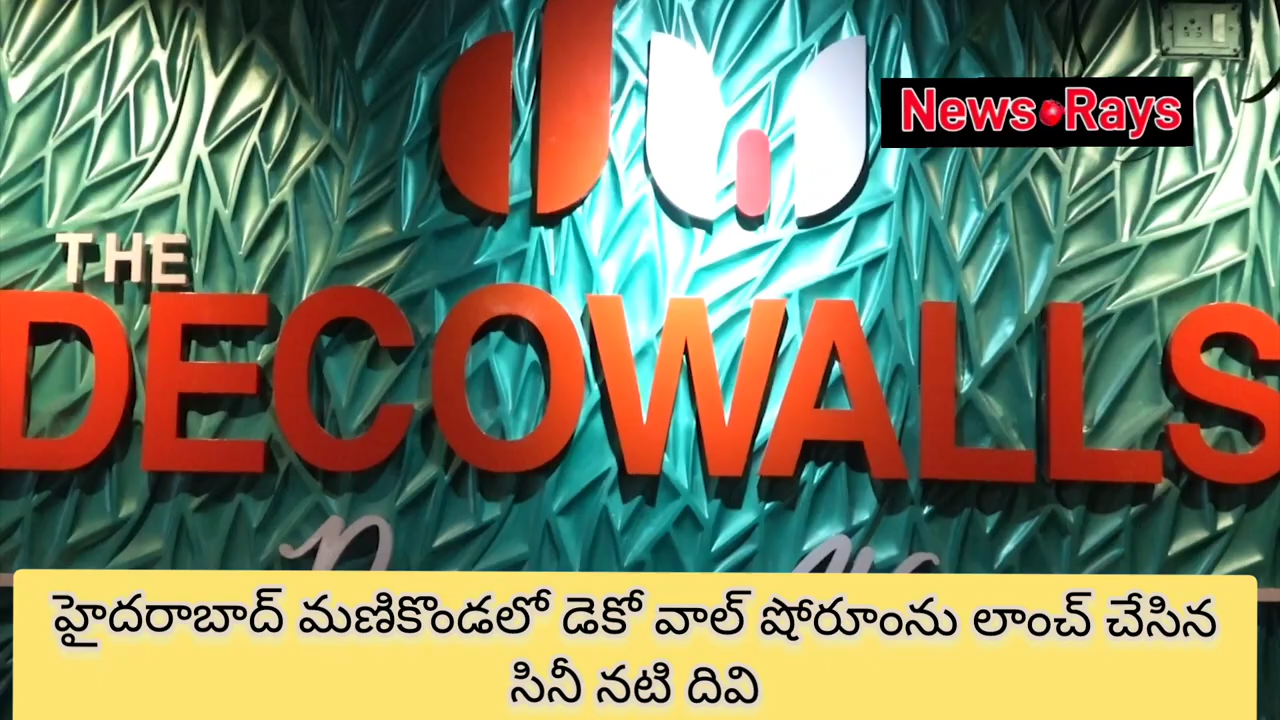 News Rays
THE
DECOWALLS
హైదరాబాద్ మణికొండలో డెకో వాల్ షోరూంను లాంచ్ చేసిన
సినీ నటి దివి